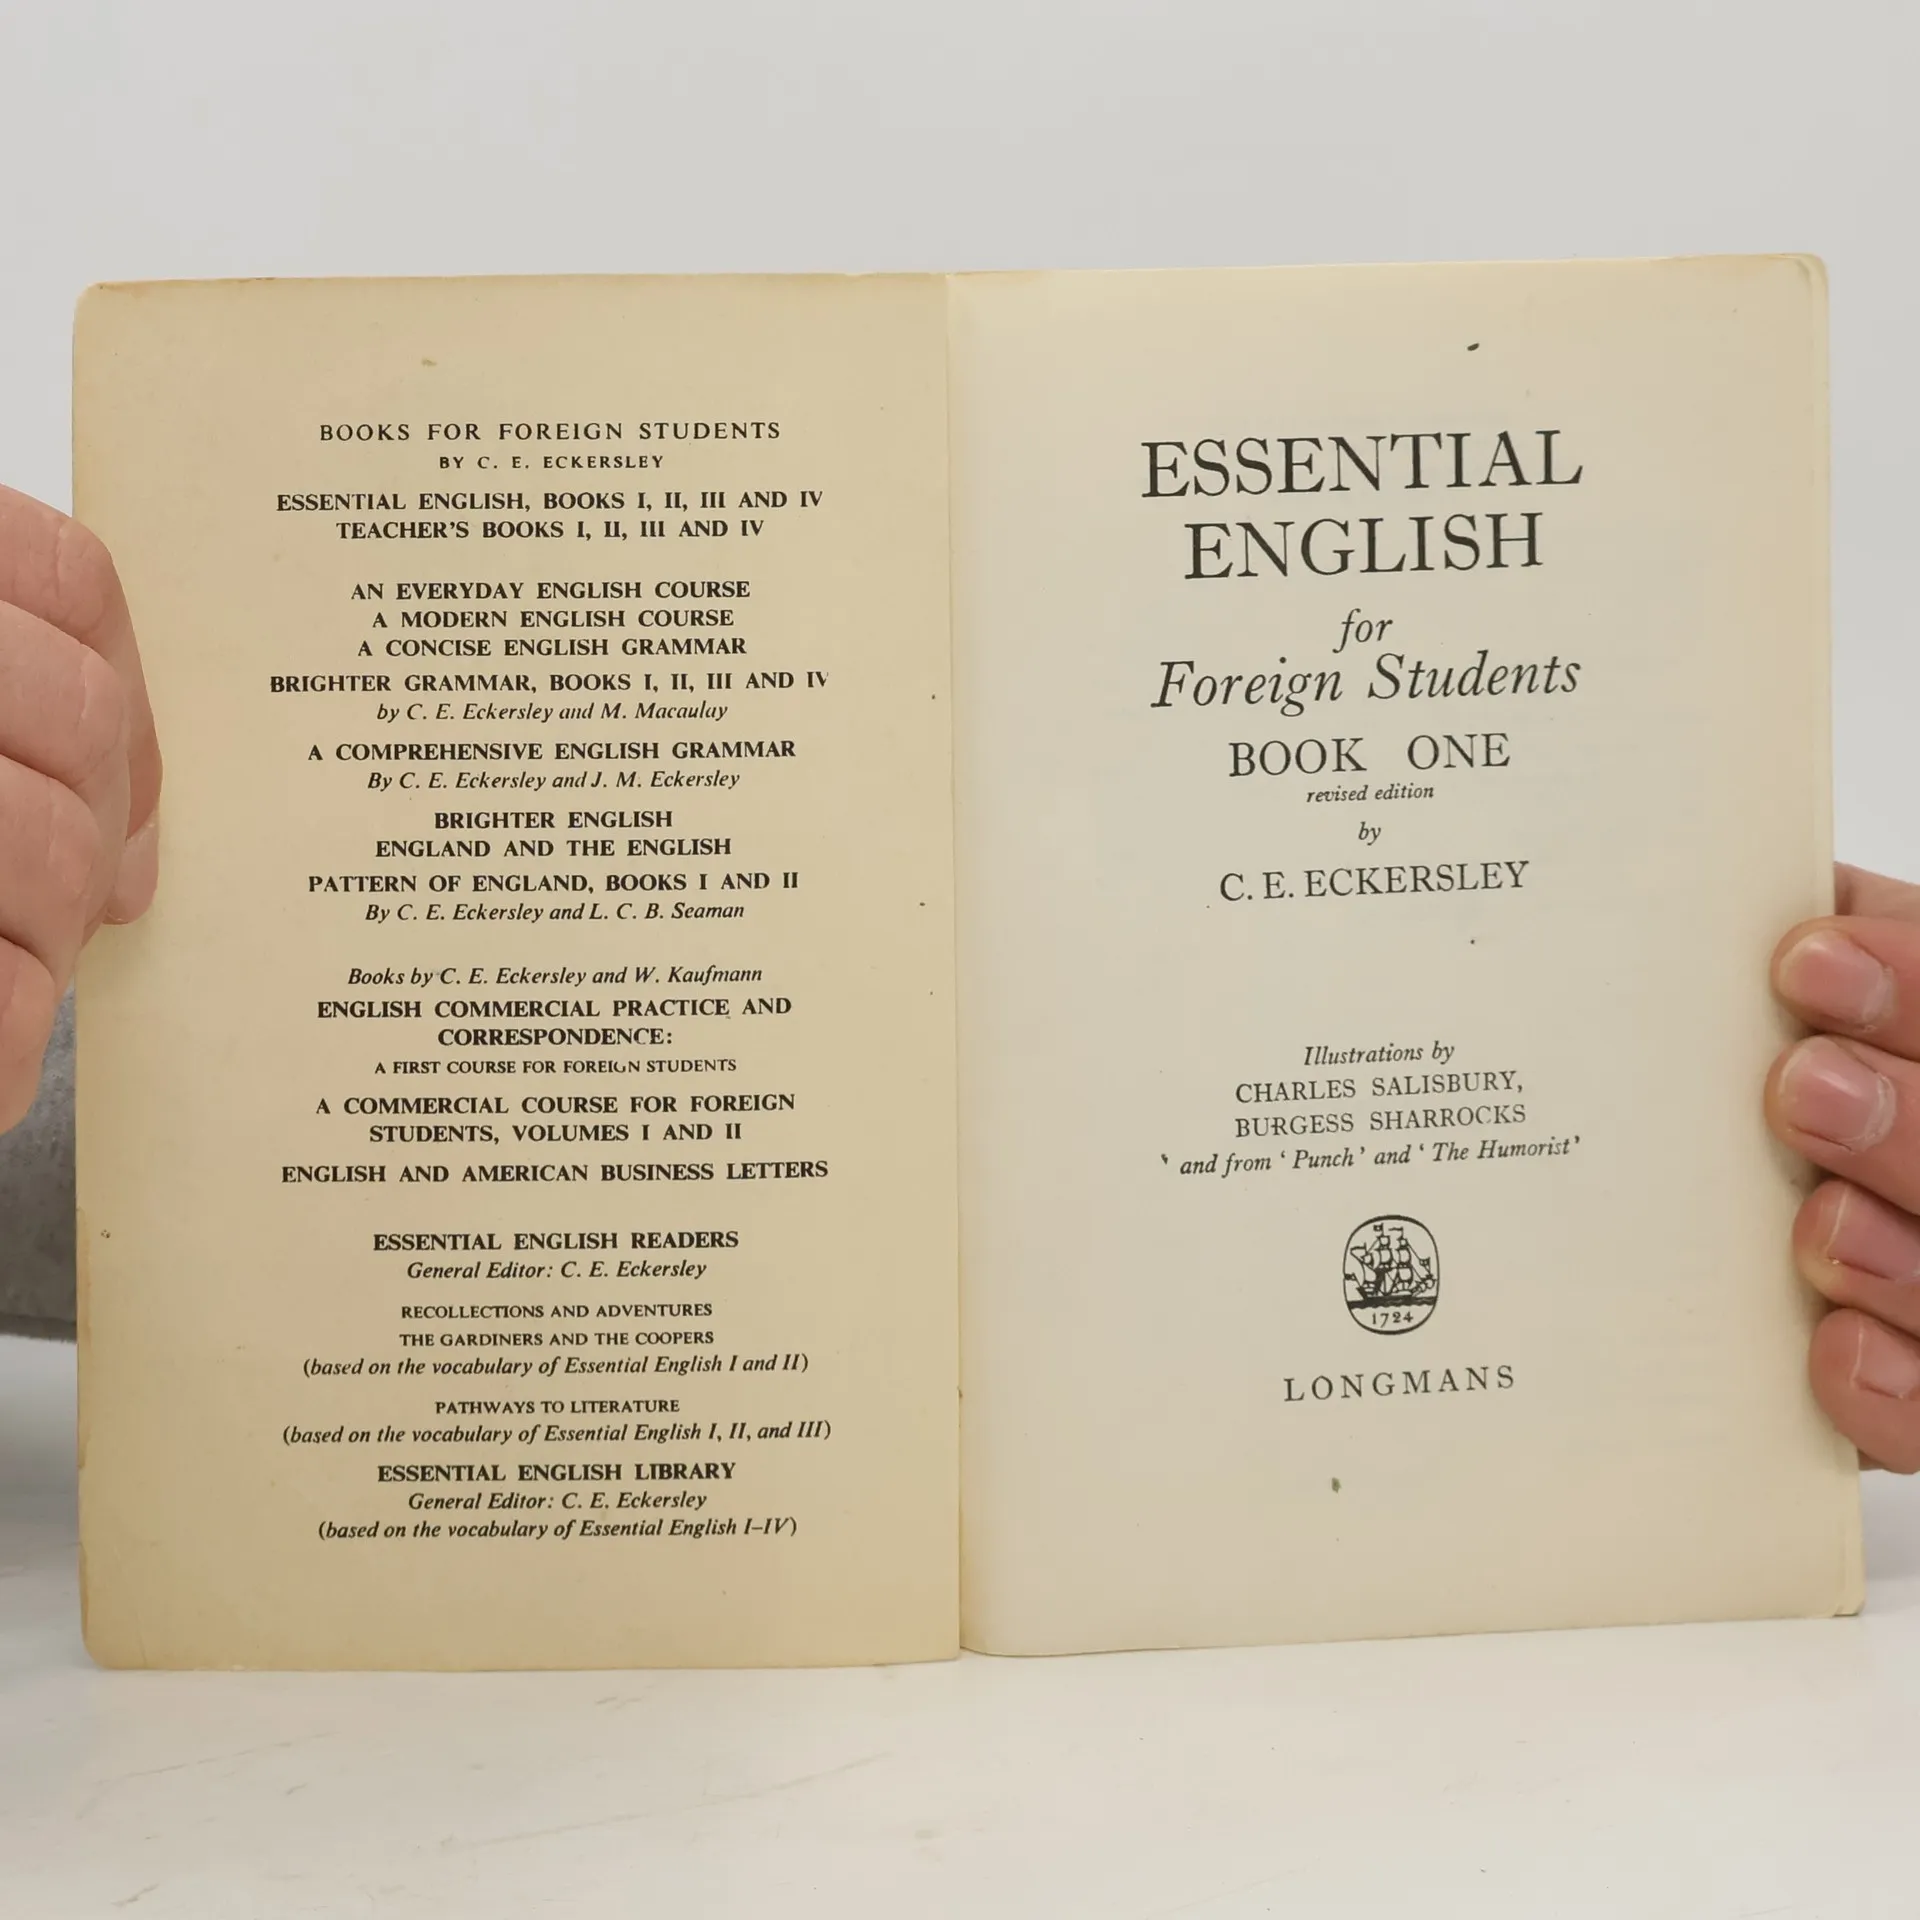 BOOKS FOR FOREIGN STUDENTS
BY C. E. ECKERSLEY
ESSENTIAL ENGLISH, BOOKS I, II, III AND IV
TEACHER'S BOOKS I, II, III AND IV
AN EVERYDAY ENGLISH COURSE
A MODERN ENGLISH COURSE
A CONCISE ENGLISH GRAMMAR
BRIGHTER GRAMMAR, BOOKS I, II, III AND IV
by C. E. Eckersley and M. Macaulay
A COMPREHENSIVE ENGLISH GRAMMAR
By C. E. Eckersley and J. M. Eckersley
BRIGHTER ENGLISH
ENGLAND AND THE ENGLISH
PATTERN OF ENGLAND, BOOKS I AND II
By C. E. Eckersley and L. C. B. Seaman
Books by C. E. Eckersley and W. Kaufmann
ENGLISH COMMERCIAL PRACTICE AND
CORRESPONDENCE:
A FIRST COURSE FOR FOREIGN STUDENTS
A COMMERCIAL COURSE FOR FOREIGN
STUDENTS, VOLUMES I AND II
ENGLISH AND AMERICAN BUSINESS LETTERS
ESSENTIAL ENGLISH READERS
General Editor: C. E. Eckersley
RECOLLECTIONS AND ADVENTURES
THE GARDINERS AND THE COOPERS
(based on the vocabulary of Essential English I and II)
PATHWAYS TO LITERATURE
(based on the vocabulary of Essential English I, II, and III)
ESSENTIAL ENGLISH LIBRARY
General Editor: C. E. Eckersley
(based on the vocabulary of Essential English I–IV)
ESSENTIAL
ENGLISH
for
Foreign Students
BOOK ONE
revised edition
by
C. E. ECKERSLEY
Illustrations by
CHARLES SALISBURY,
BURGESS SHARROCKS
and from ‘Punch’ and ‘The Humorist’
1724
LONGMANS